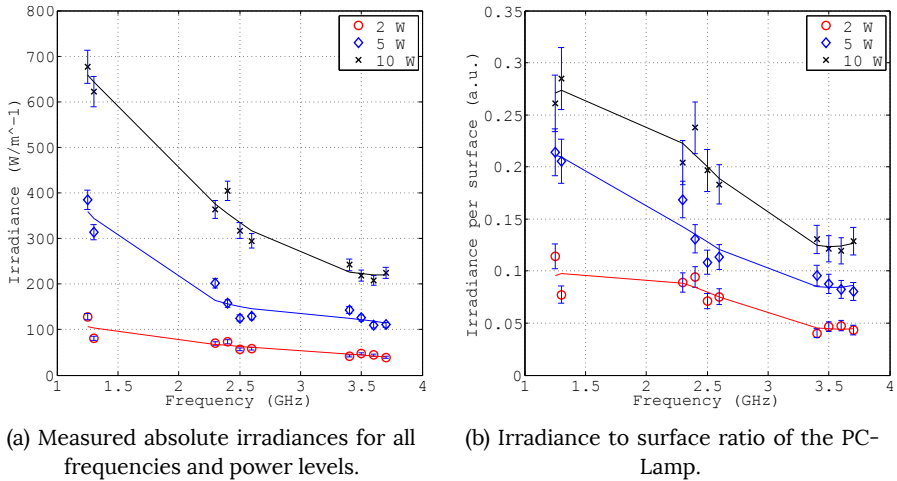 800
700
600
500
400
300
200
100
0
1
1.5
2
2.5
3
3.5
4
Frequency (GHz)
Irradiance (W/m^-1)
2 W
5 W
10 W
0.35
0.3
0.25
0.2
0.15
0.1
0.05
0
1
1.5
2
2.5
3
3.5
4
Frequency (GHz)
Irradiance per surface (a.u.)
2 W
5 W
10 W
(a) Measured absolute irradiances for all
frequencies and power levels.
(b) Irradiance to surface ratio of the PC-
Lamp.